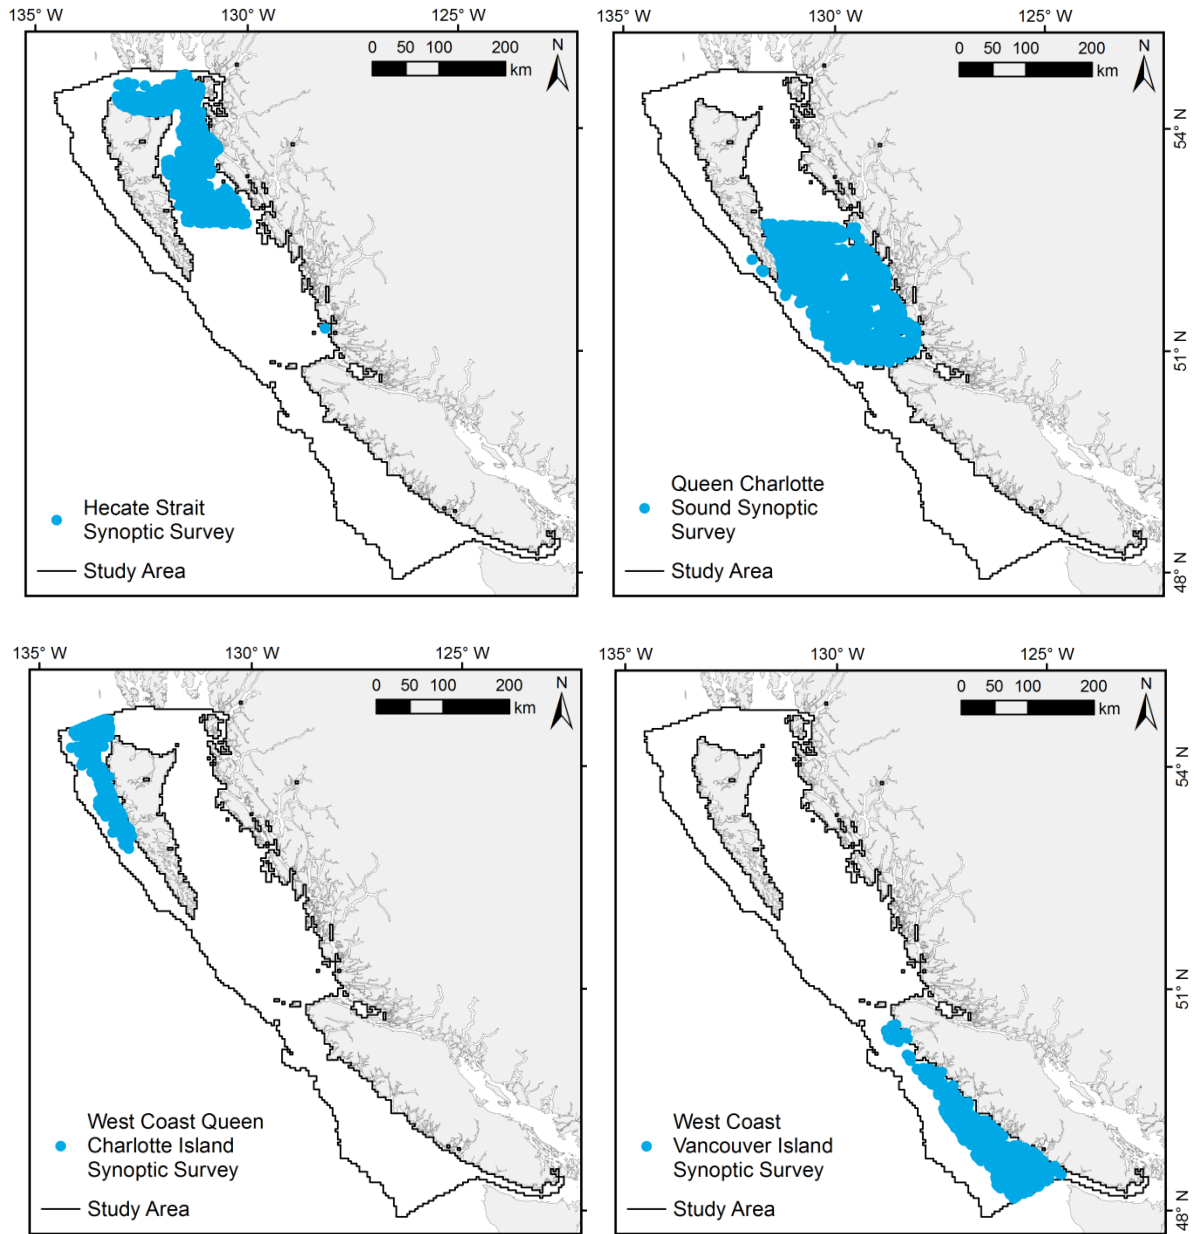 135° W 130° W 125° W
0 50 100 200
km
N
Hecate Strait
Synoptic Survey
Study Area
135° W 130° W 125° W
0 50 100 200
km
N
54° N
51° N
48° N
Queen Charlotte
Sound Synoptic
Survey
Study Area
135° W 130° W 125° W
0 50 100 200
km
N
West Coast Queen
Charlotte Island
Synoptic Survey
Study Area
135° W 130° W 125° W
0 50 100 200
km
N
54° N
51° N
48° N
West Coast
Vancouver Island
Synoptic Survey
Study Area